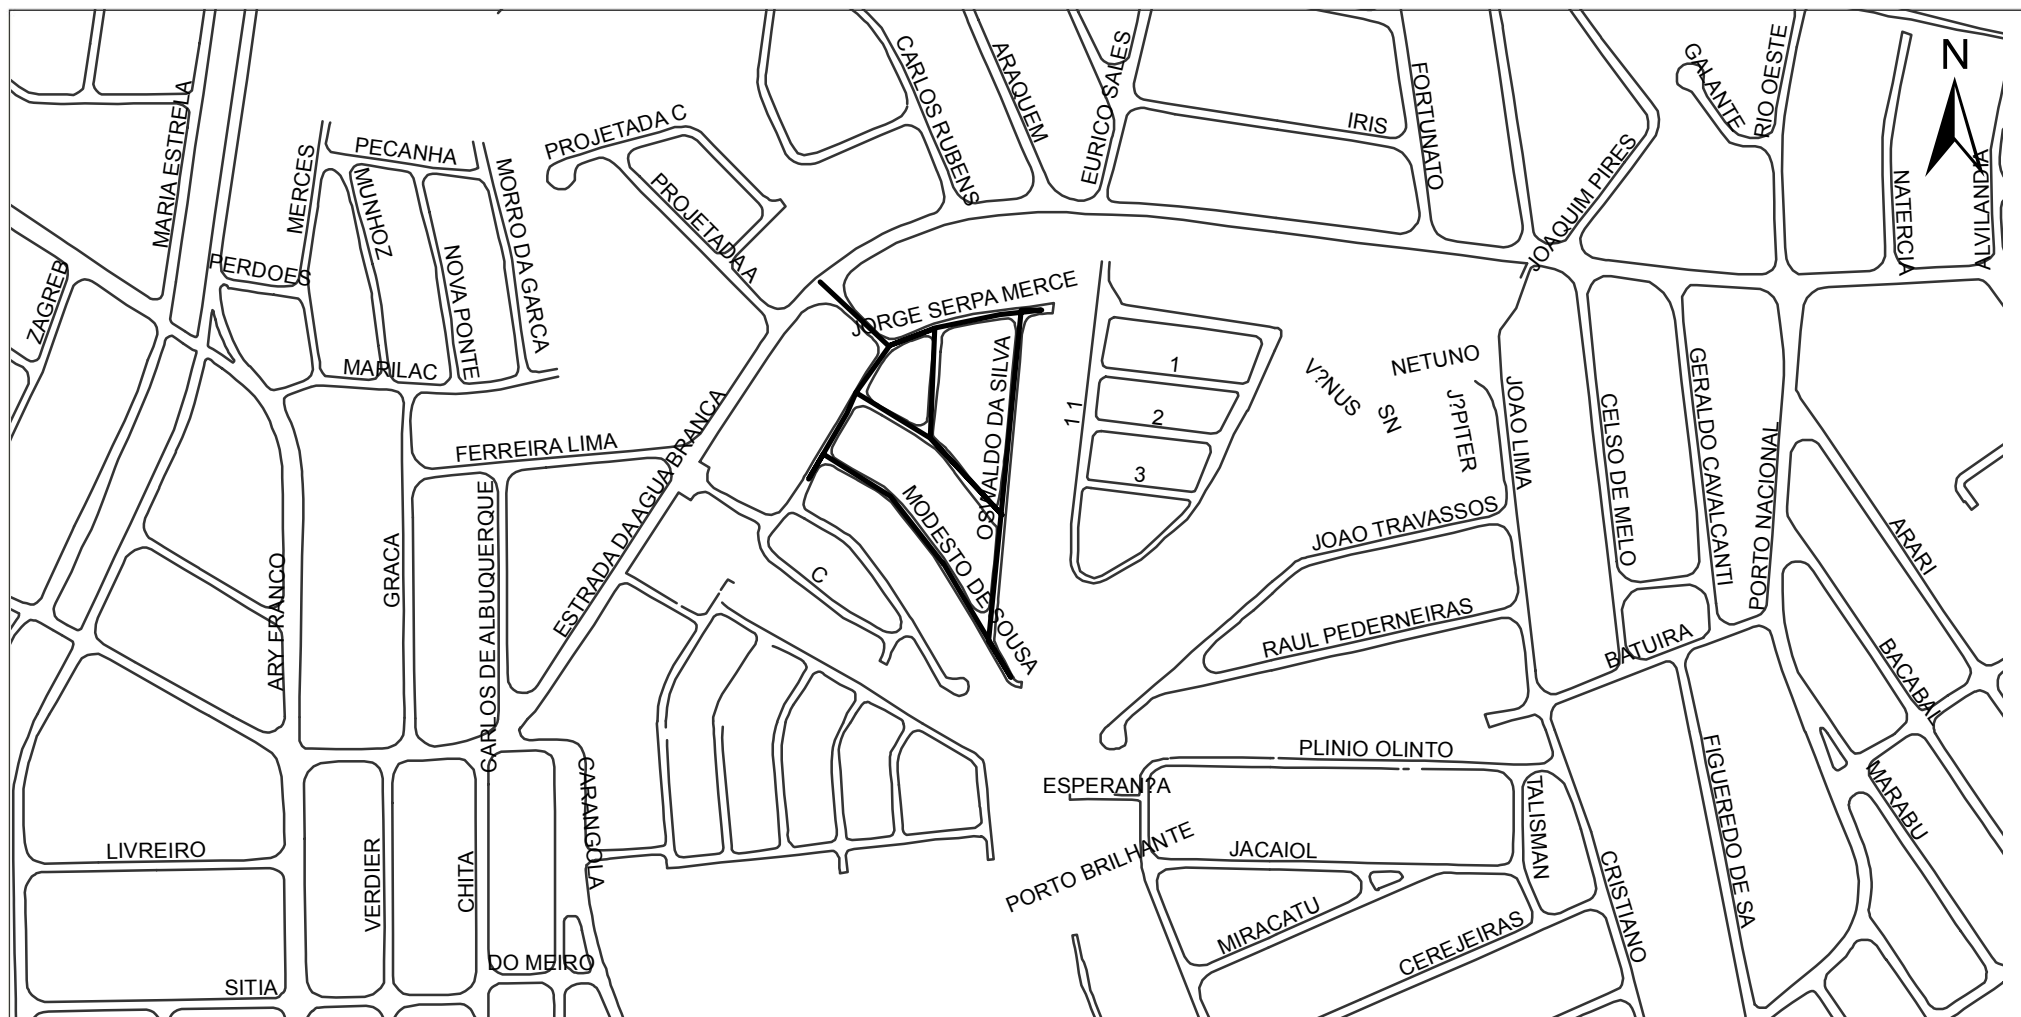 N
CARLOS RUBENS
ARAQUEM
EURICO SALES
FORTUNATO
IRIS
GALANTE
RIO OESTE
MARIA ESTRELA
MERCES
PECANHA
MUNHOZ
MORRO DA GARCA
PROJETADA C
PROJETADA A
JOAQUIM PIRES
NATERCIA
ALVILANDIA
ZAGREB
PERDOES
NOVA PONTE
JORGE SERPA MERCE
MARILAC
OSWALDO DA SILVA
1
2
3
1 1
V?NUS
NETUNO
SN
J?PITER
JOAO LIMA
CELSO DE MELO
GERALDO CAVALCANTI
PORTO NACIONAL
FERREIRA LIMA
ESTRADA DA AGUA BRANCA
MODESTO DE SOUSA
JOAO TRAVASSOS
ARARI
ARY FRANCO
GRACA
CARLOS DE ALBUQUERQUE
C
RAUL PEDERNEIRAS
BATUIRA
BACABAL
PLINIO OLINTO
ESPERAN?A
CARANGOLA
FIGUEREDO DE SA
MARABU
TALISMAN
LIVREIRO
VERDIER
CHITA
PORTO BRILHANTE
JACAIOL
CRISTIANO
MIRACATU
CEREJEIRAS
DO MEIRO
SITIA